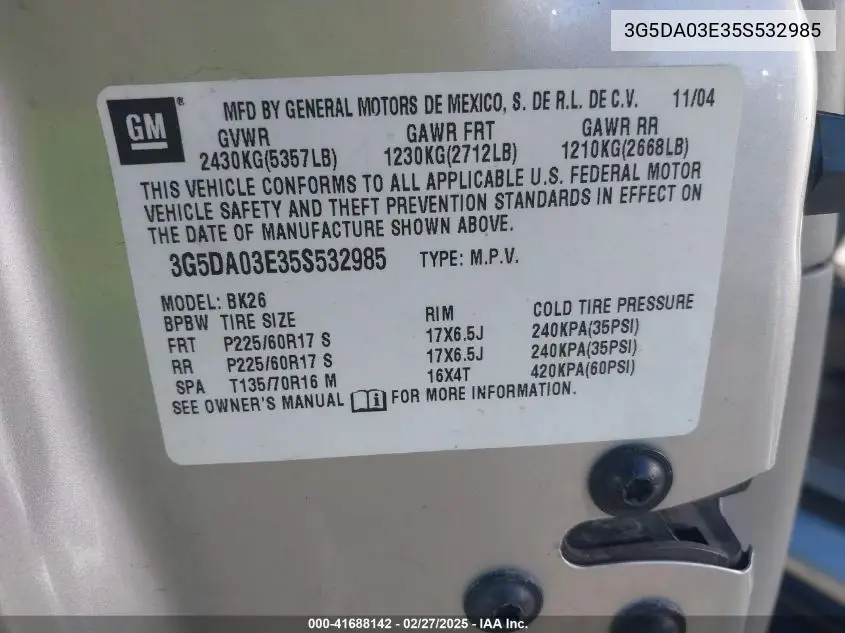 3G5DA03E35S532985
GM ® MFD BY GENERAL MOTORS DE MEXICO, S. DE R.L. DE C.V. 11/04
GVWR GAWR FRT GAWR RR
2430KG(5357LB) 1230KG(2712LB) 1210KG(2668LB)
THIS VEHICLE CONFORMS TO ALL APPLICABLE U.S. FEDERAL MOTOR
VEHICLE SAFETY AND THEFT PREVENTION STANDARDS IN EFFECT ON
THE DATE OF MANUFACTURE SHOWN ABOVE.
3G5DA03E35S532985 TYPE: M.P.V.
MODEL: BK26
BPBW TIRE SIZE RIM COLD TIRE PRESSURE
FRT P225/60R17 S 17X6.5J 240KPA(35PSI)
RR P225/60R17 S 17X6.5J 240KPA(35PSI)
SPA T135/70R16 M 16X4T 420KPA(60PSI)
SEE OWNER'S MANUAL i FOR MORE INFORMATION.
000-41688142 - 02/27/2025 - IAA Inc.